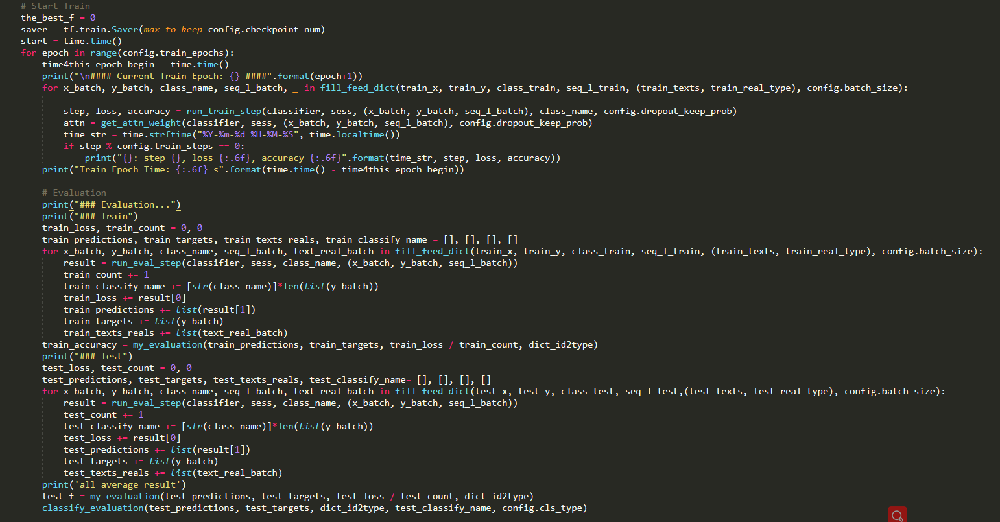 # Start Train
the_best_f = 0
saver = tf.train.Saver(max_to_keep=config.checkpoint_num)
start = time.time()
for epoch in range(config.train_epochs):
    time4this_epoch_begin = time.time()
    print("\n#### Current Train Epoch: {} ####".format(epoch+1))
    for x_batch, y_batch, class_name, seq_l_batch, _ in fill_feed_dict(train_x, train_y, class_train, seq_l_train, (train_texts, train_real_type), config.batch_size):
        step, loss, accuracy = run_train_step(classifier, sess, (x_batch, y_batch, seq_l_batch), class_name, config.dropout_keep_prob)
        attn = get_attn_weight(classifier, sess, (x_batch, y_batch, seq_l_batch), config.dropout_keep_prob)
        time_str = time.strftime("%Y-%m-%d %H-%M-%S", time.localtime())
        if step % config.train_steps == 0:
            print("{}: step {}, loss {:.6f}, accuracy {:.6f}".format(time_str, step, loss, accuracy))
    print("Train Epoch Time: {:.6f} s".format(time.time() - time4this_epoch_begin))
    # Evaluation
    print("### Evaluation...")
    print("### Train")
    train_loss, train_count = 0, 0
    train_predictions, train_targets, train_texts_reals, train_classify_name = [], [], [], []
    for x_batch, y_batch, class_name, seq_l_batch, text_real_batch in fill_feed_dict(train_x, train_y, class_train, seq_l_train, (train_texts, train_real_type), config.batch_size):
        result = run_eval_step(classifier, sess, class_name, (x_batch, y_batch, seq_l_batch))
        train_count += 1
        train_classify_name += [str(class_name)]*len(list(y_batch))
        train_loss += result[0]
        train_predictions += list(result[1])
        train_targets += list(y_batch)
        train_texts_reals += list(text_real_batch)
    train_accuracy = my_evaluation(train_predictions, train_targets, train_loss / train_count, dict_id2type)
    print("### Test")
    test_loss, test_count = 0, 0
    test_predictions, test_targets, test_texts_reals, test_classify_name= [], [], [], []
    for x_batch, y_batch, class_name, seq_l_batch, text_real_batch in fill_feed_dict(test_x, test_y, class_test, seq_l_test,(test_texts, test_real_type), config.batch_size):
        result = run_eval_step(classifier, sess, class_name, (x_batch, y_batch, seq_l_batch))
        test_count += 1
        test_classify_name += [str(class_name)]*len(list(y_batch))
        test_loss += result[0]
        test_predictions += list(result[1])
        test_targets += list(y_batch)
        test_texts_reals += list(text_real_batch)
    print('all average result')
    test_f = my_evaluation(test_predictions, test_targets, test_loss / test_count, dict_id2type)
    classify_evaluation(test_predictions, test_targets, dict_id2type, test_classify_name, config.cls_type)